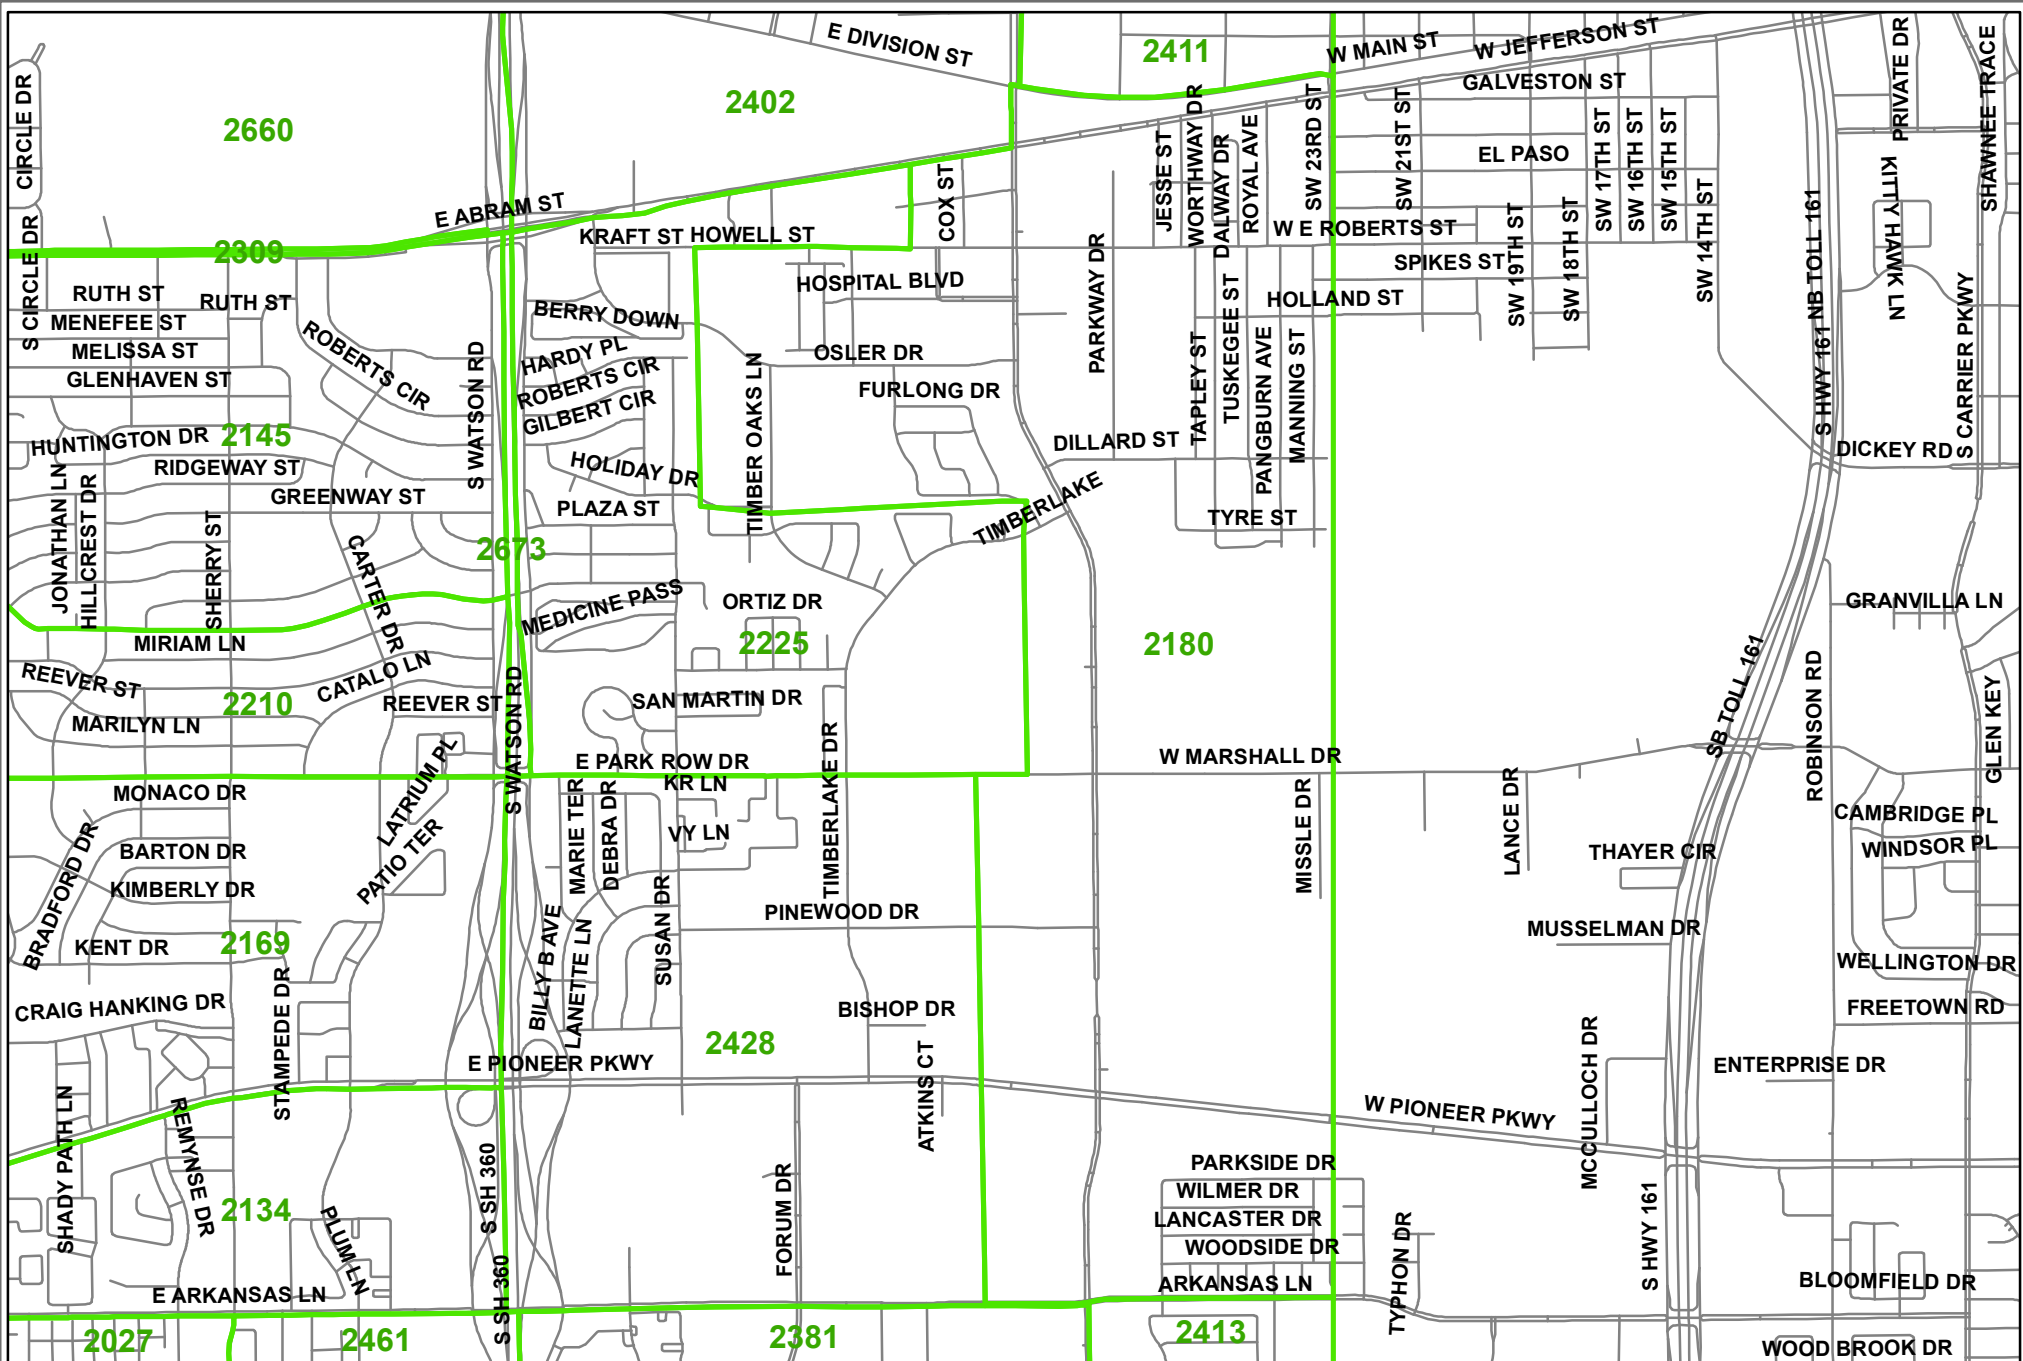 E DIVISION ST
2411
W MAIN ST
W JEFFERSON ST
PRIVATE DR
SHAWNEE TRACE
CIRCLE DR
2660
2402
GALVESTON ST
JESSE ST
WORTHWAY DR
DALWAY DR
ROYAL AVE
SW 23RD ST
SW 21ST ST
EL PASO
SW 17TH ST
SW 16TH ST
SW 15TH ST
SW 14TH ST
KITTY HAWK LN
S CIRCLE DR
E ABRAM ST
2309
KRAFT ST
HOWELL ST
COX ST
W E ROBERTS ST
SW 19TH ST
SW 18TH ST
SPIKES ST
HOLLAND ST
PARKWAY DR
NB TOLL 161
S HWY 161
S CARRIER PKWY
RUTH ST
RUTH ST
MENEFEE ST
MELISSA ST
GLENHAVEN ST
ROBERTS CIR
S WATSON RD
BERRY DOWN
HARDY PL
ROBERTS CIR
GILBERT CIR
HOSPITAL BLVD
OSLER DR
FURLONG DR
TIMBER OAKS LN
TAPLEY ST
TUSKEGEE ST
PANGBURN AVE
MANNING ST
DILLARD ST
DICKEY RD
HUNTINGTON DR
2145
RIDGEWAY ST
GREENWAY ST
HOLIDAY DR
PLAZA ST
TIMBERLAKE
TYRE ST
JONATHAN LN
HILLCREST DR
SHERRY ST
CARTER DR
2673
MEDICINE PASS
ORTIZ DR
2225
2180
GRANVILLA LN
MIRIAM LN
REEVER ST
2210
CATALO LN
REEVER ST
MARILYN LN
S WATSON RD
SAN MARTIN DR
SB TOLL 161
ROBINSON RD
GLEN KEY
E PARK ROW DR
W MARSHALL DR
KR LN
MONACO DR
LATRIUM PL
MARIE TER
DEBRA DR
VY LN
TIMBERLAKE DR
MISSLE DR
LANCE DR
CAMBRIDGE PL
BARTON DR
BRADFORD DR
PATIO TER
THAYER CIR
WINDSOR PL
KIMBERLY DR
PINEWOOD DR
MUSSELMAN DR
KENT DR
2169
BILLY B AVE
LANETTE LN
SUSAN DR
WELLINGTON DR
CRAIG HANKING DR
STAMPEDE DR
BISHOP DR
FREETOWN RD
2428
E PIONEER PKWY
ATKINS CT
MCCULLOCH DR
ENTERPRISE DR
W PIONEER PKWY
SHADY PATH LN
REMYNSE DR
PARKSIDE DR
2134
WILMER DR
S SH 360
FORUM DR
LANCASTER DR
WOODSIDE DR
PLUM LN
TYPHON DR
S HWY 161
E ARKANSAS LN
S SH 360
ARKANSAS LN
BLOOMFIELD DR
2027
2461
2381
2413
WOOD BROOK DR